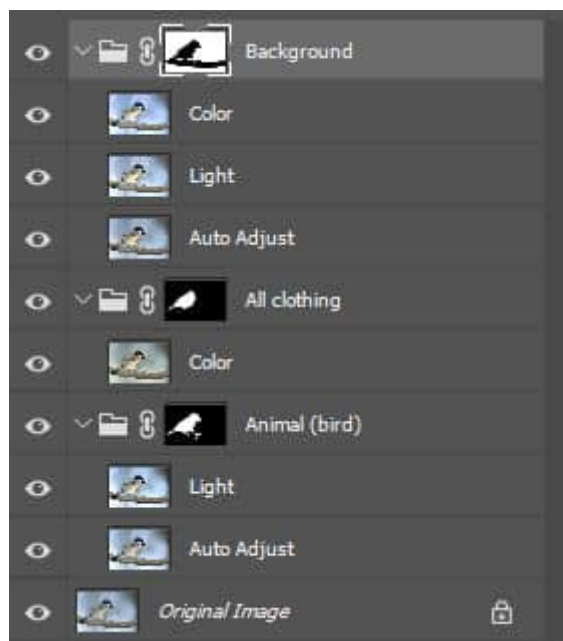 Background
Color
Light
Auto Adjust
All clothing
Color
Animal (bird)
Light
Auto Adjust
Original Image